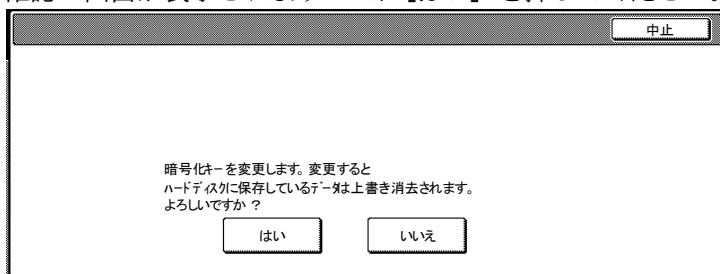 中止
暗号化キーを変更します。変更すると
ハードディスクに保存しているデータは上書き消去されます。
よろしいですか ?
はい いいえ